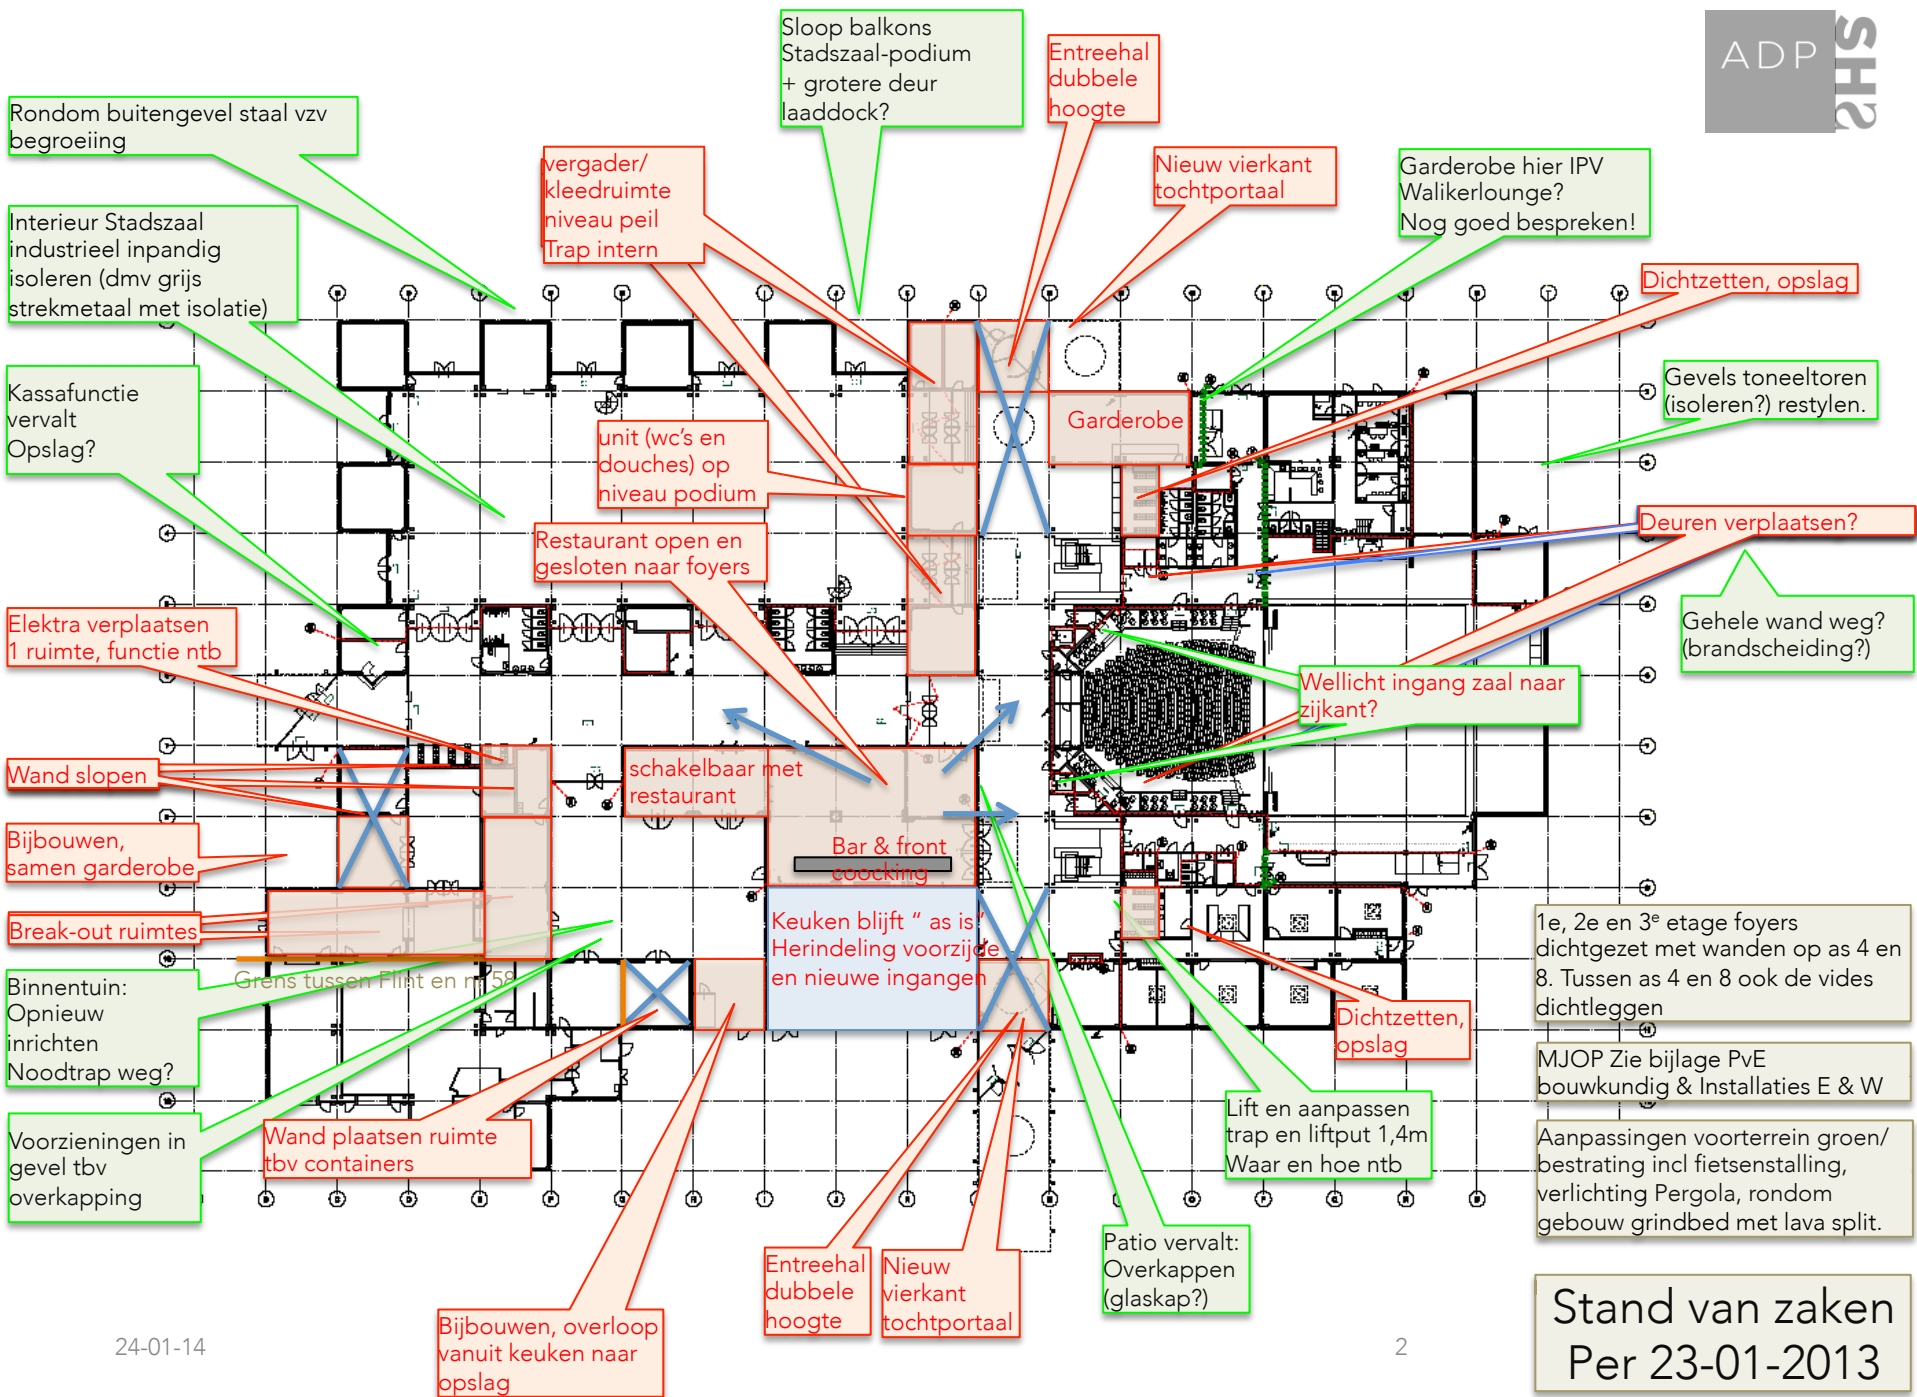 Sloop balkons
Stadszaal-podium
+ grotere deur
laaddock?
Entreehal
dubbele
hoogte
ADP
SHS
Rondom buitengevel staal vzv
begroeiing
vergader/
kleedruimte
niveau peil
Trap intern
Nieuw vierkant
tochtportaal
Garderobe hier IPV
Walikerlounge?
Nog goed bespreken!
Interieur Stadszaal
industrieel inpandig
isoleren (dmv grijs
strekmetaal met isolatie)
Dichtzetten, opslag
Kassafunctie
vervalt
Opslag?
Gevels toneeltoren
(isoleren?) restylen.
Garderobe
unit (wc's en
douches) op
niveau podium
Restaurant open en
gesloten naar foyers
Deuren verplaatsen?
Elektra verplaatsen
1 ruimte, functie ntb
Gehele wand weg?
(brandscheiding?)
Wellicht ingang zaal naar
zijkant?
Wand slopen
schakelbaar met
restaurant
Bijbouwen,
samen garderobe
Bar & front
coocking
Break-out ruimtes
Keuken blijft “ as is”
Herindeling voorzijde
en nieuwe ingangen
1e, 2e en 3e etage foyers
dichtgezet met wanden op as 4 en
8. Tussen as 4 en 8 ook de vides
dichtleggen
Grens tussen Flint en nr 58
Binnentuin:
Opnieuw
inrichten
Noodtrap weg?
Dichtzetten,
opslag
MJOP Zie bijlage PvE
bouwkundig & Installaties E & W
Voorzieningen in
gevel tbv
overkapping
Wand plaatsen ruimte
tbv containers
Lift en aanpassen
trap en liftput 1,4m
Waar en hoe ntb
Aanpassingen voorterrein groen/
bestrating incl fietsenstalling,
verlichting Pergola, rondom
gebouw grindbed met lava split.
Entreehal
dubbele
hoogte
Nieuw
vierkant
tochtportaal
Patio vervalt:
Overkappen
(glaskap?)
Bijbouwen, overloop
vanuit keuken naar
opslag
Stand van zaken
Per 23-01-2013
24-01-14
2